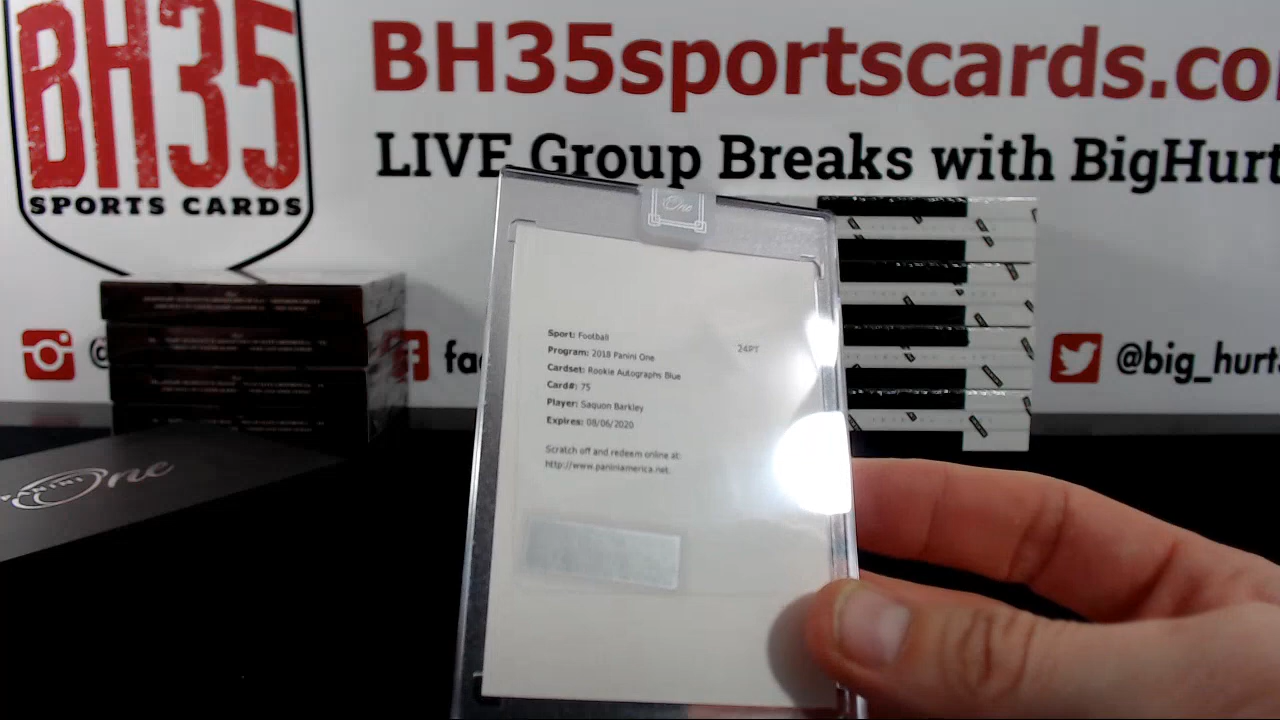 BH35
SPORTS CARDS
BH35sportscards.co
LIVE Group Breaks with BigHurt
One
Sport: Football
24PT
Program: 2018 Panini One
Cardset: Rookie Autographs Blue
Card#: 75
Player: Saquon Barkley
Expires: 08/06/2020
Scratch off and redeem online at:
http://www.paniniamerica.net
@
fa
@big_hurt
PANINI One